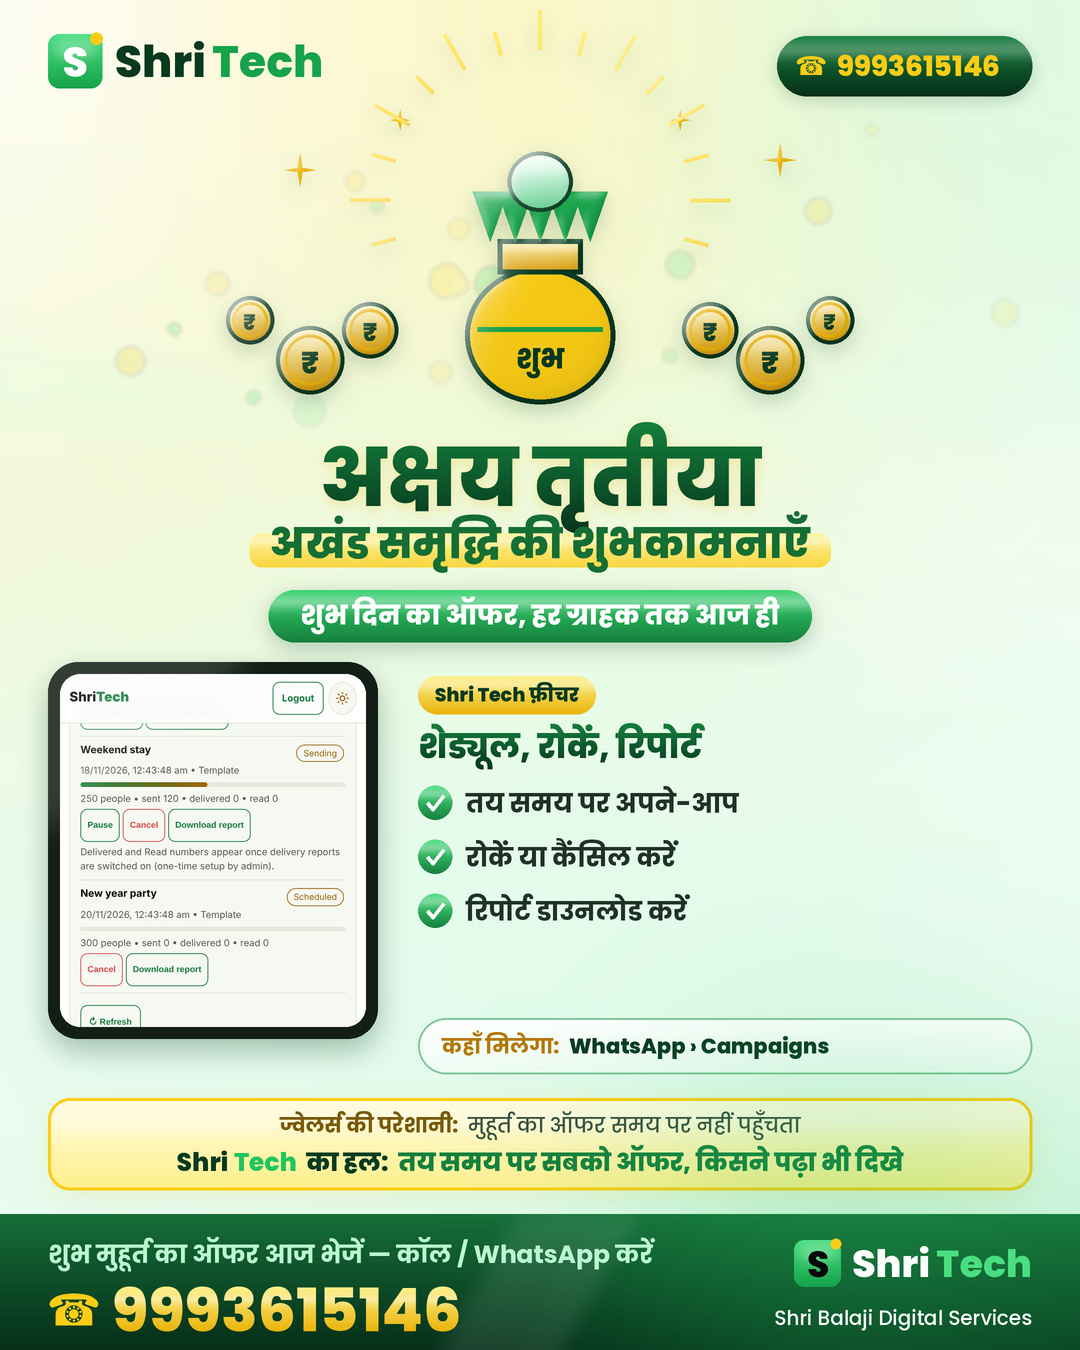 S Shri Tech
☎ 9993615146
₹ ₹ ₹ ₹ ₹ ₹
शुभ
अक्षय तृतीया
अखंड समृद्धि की शुभकामनाएँ
शुभ दिन का ऑफर, हर ग्राहक तक आज ही
ShriTech
Logout
Weekend stay
Sending
18/11/2026, 12:43:48 am • Template
250 people • sent 120 • delivered 0 • read 0
Pause Cancel Download report
Delivered and Read numbers appear once delivery reports
are switched on (one-time setup by admin).
New year party
Scheduled
20/11/2026, 12:43:48 am • Template
300 people • sent 0 • delivered 0 • read 0
Cancel Download report
↻ Refresh
Shri Tech फ़ीचर
शेड्यूल, रोकें, रिपोर्ट
तय समय पर अपने-आप
रोकें या कैंसिल करें
रिपोर्ट डाउनलोड करें
कहाँ मिलेगा: WhatsApp › Campaigns
ज्वेलर्स की परेशानी: मुहूर्त का ऑफर समय पर नहीं पहुँचता
Shri Tech का हल: तय समय पर सबको ऑफर, किसने पढ़ा भी दिखे
शुभ मुहूर्त का ऑफर आज भेजें — कॉल / WhatsApp करें
☎ 9993615146
S Shri Tech
Shri Balaji Digital Services